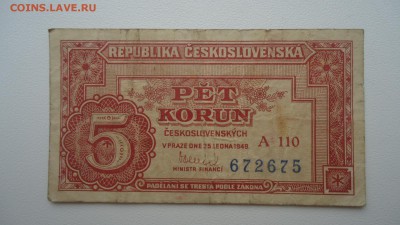 COINS.LAVE.RU
REPUBLIKA ČESKOSLOVENSKÁ
PĚT
KORUN
ČESKOSLOVENSKÝCH
5
A 110
V PRAZE DNE 25. LEDNA 1949.
672675
MINISTR FINANCÍ
PADĚLÁNÍ SE TRESTÁ PODLE ZÁKONA